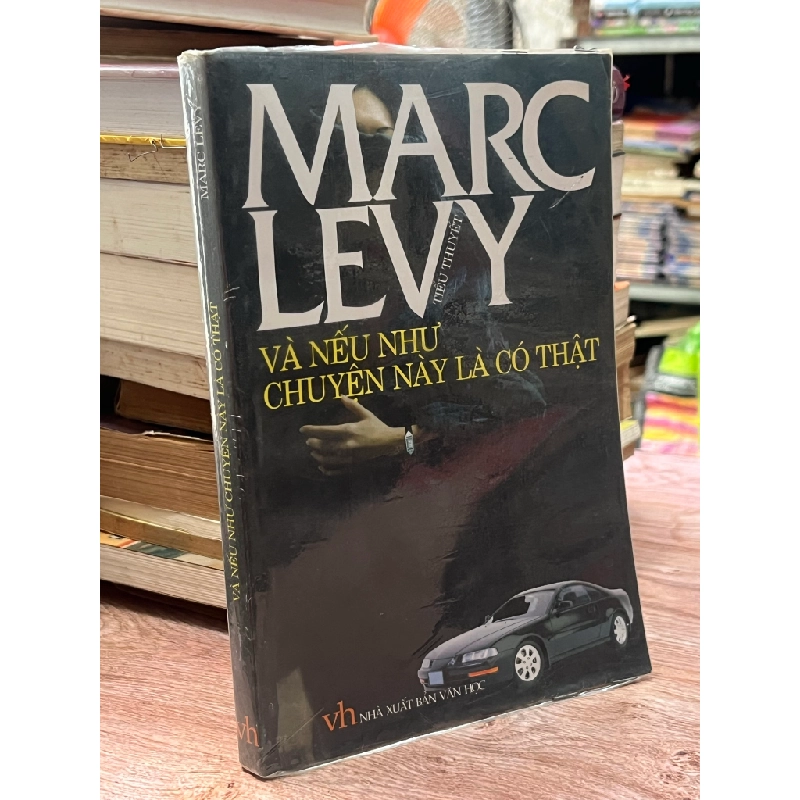 MARC
LEVY
TIỂU THUYẾT
VÀ NẾU NHƯ
CHUYỆN NÀY LÀ CÓ THẬT
vh NHÀ XUẤT BẢN VĂN HỌC
MARC LEVY
VÀ NẾU NHƯ CHUYỆN NÀY LÀ CÓ THẬT
vh